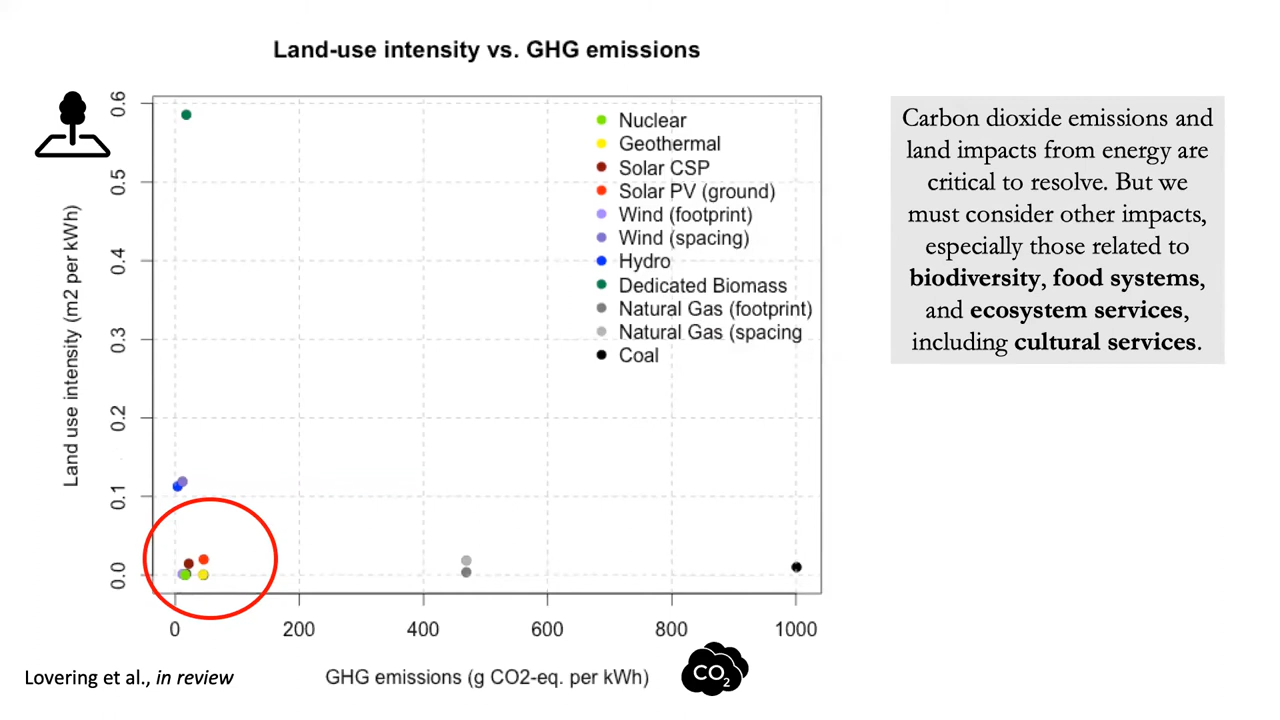 Land-use intensity vs. GHG emissions
Land use intensity (m2 per kWh)
0.6
0.5
0.4
0.3
0.2
0.1
0.0
Nuclear
Geothermal
Solar CSP
Solar PV (ground)
Wind (footprint)
Wind (spacing)
Hydro
Dedicated Biomass
Natural Gas (footprint)
Natural Gas (spacing
Coal
0 200 400 600 800 1000
GHG emissions (g CO2-eq. per kWh)
CO2
Lovering et al., in review
Carbon dioxide emissions and
land impacts from energy are
critical to resolve. But we
must consider other impacts,
especially those related to
biodiversity, food systems,
and ecosystem services,
including cultural services.